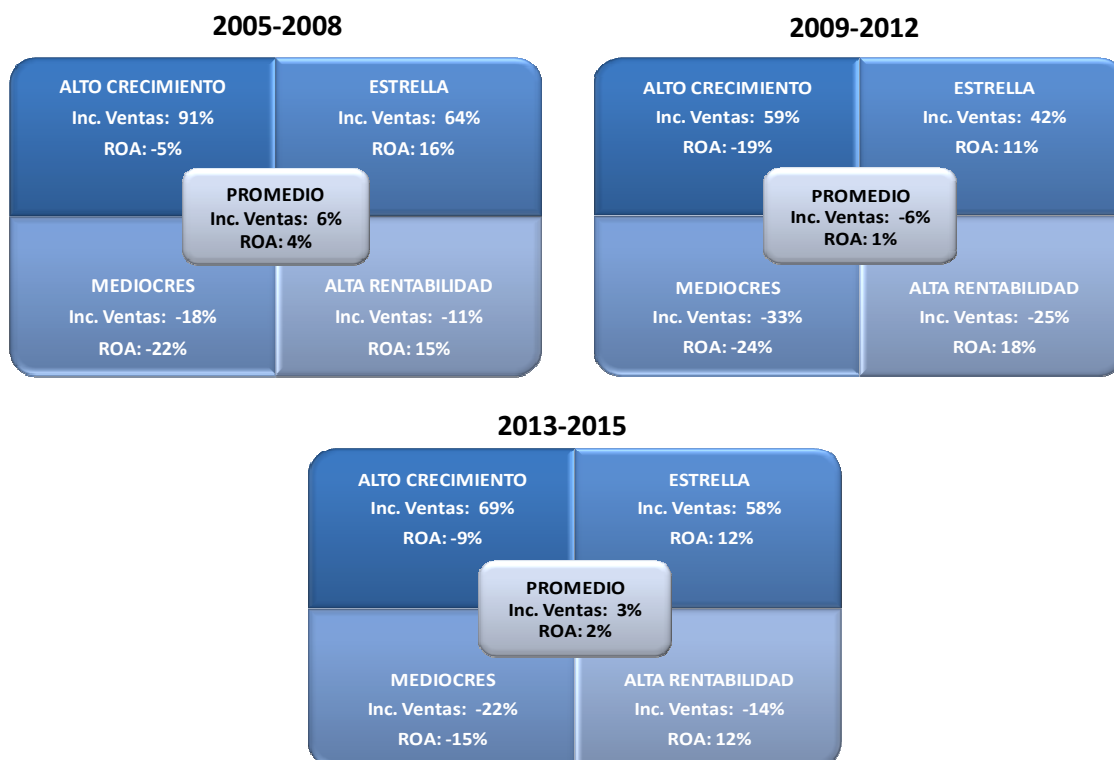 2005-2008
ALTO CRECIMIENTO
Inc. Ventas: 91%
ROA: -5%
ESTRELLA
Inc. Ventas: 64%
ROA: 16%
PROMEDIO
Inc. Ventas: 6%
ROA: 4%
MEDIOCRES
Inc. Ventas: -18%
ROA: -22%
ALTA RENTABILIDAD
Inc. Ventas: -11%
ROA: 15%
2009-2012
ALTO CRECIMIENTO
Inc. Ventas: 59%
ROA: -19%
ESTRELLA
Inc. Ventas: 42%
ROA: 11%
PROMEDIO
Inc. Ventas: -6%
ROA: 1%
MEDIOCRES
Inc. Ventas: -33%
ROA: -24%
ALTA RENTABILIDAD
Inc. Ventas: -25%
ROA: 18%
2013-2015
ALTO CRECIMIENTO
Inc. Ventas: 69%
ROA: -9%
ESTRELLA
Inc. Ventas: 58%
ROA: 12%
PROMEDIO
Inc. Ventas: 3%
ROA: 2%
MEDIOCRES
Inc. Ventas: -22%
ROA: -15%
ALTA RENTABILIDAD
Inc. Ventas: -14%
ROA: 12%